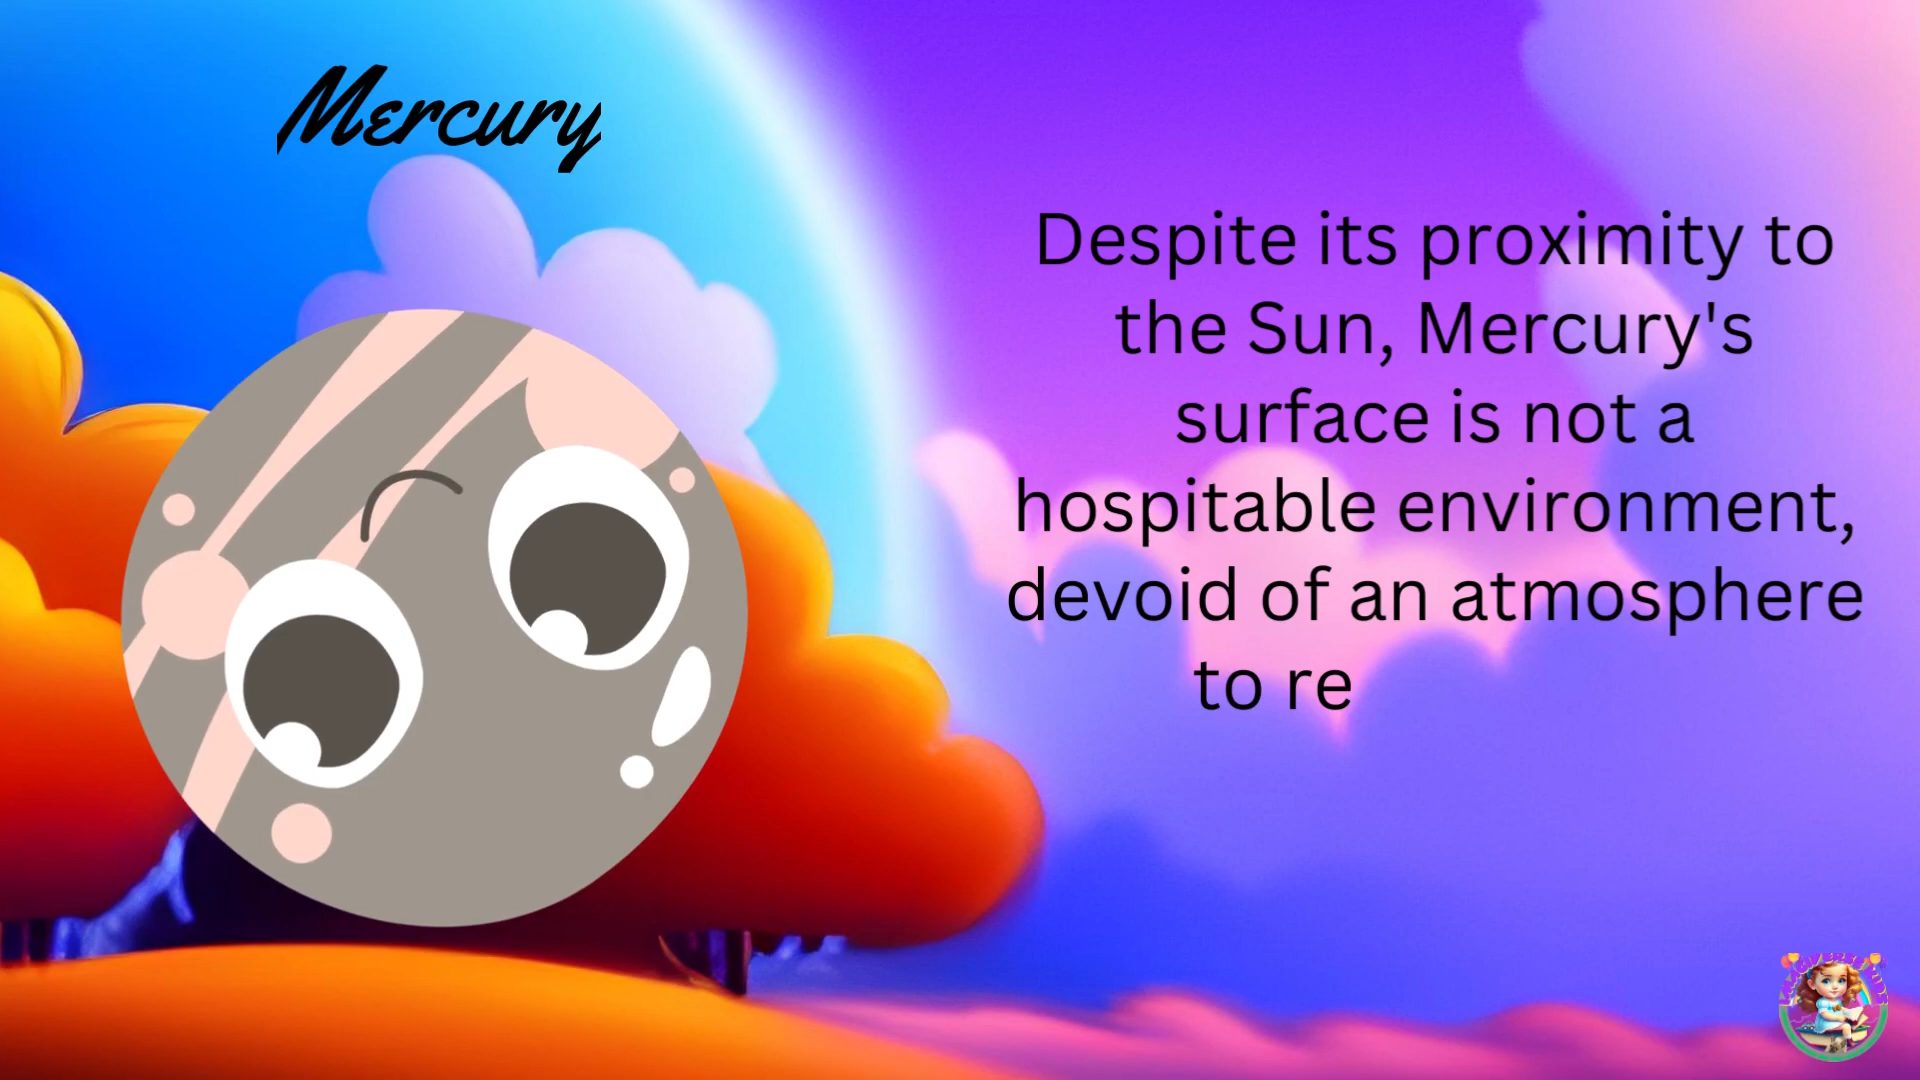 Mercury
Despite its proximity to
the Sun, Mercury's
surface is not a
hospitable environment,
devoid of an atmosphere
to re